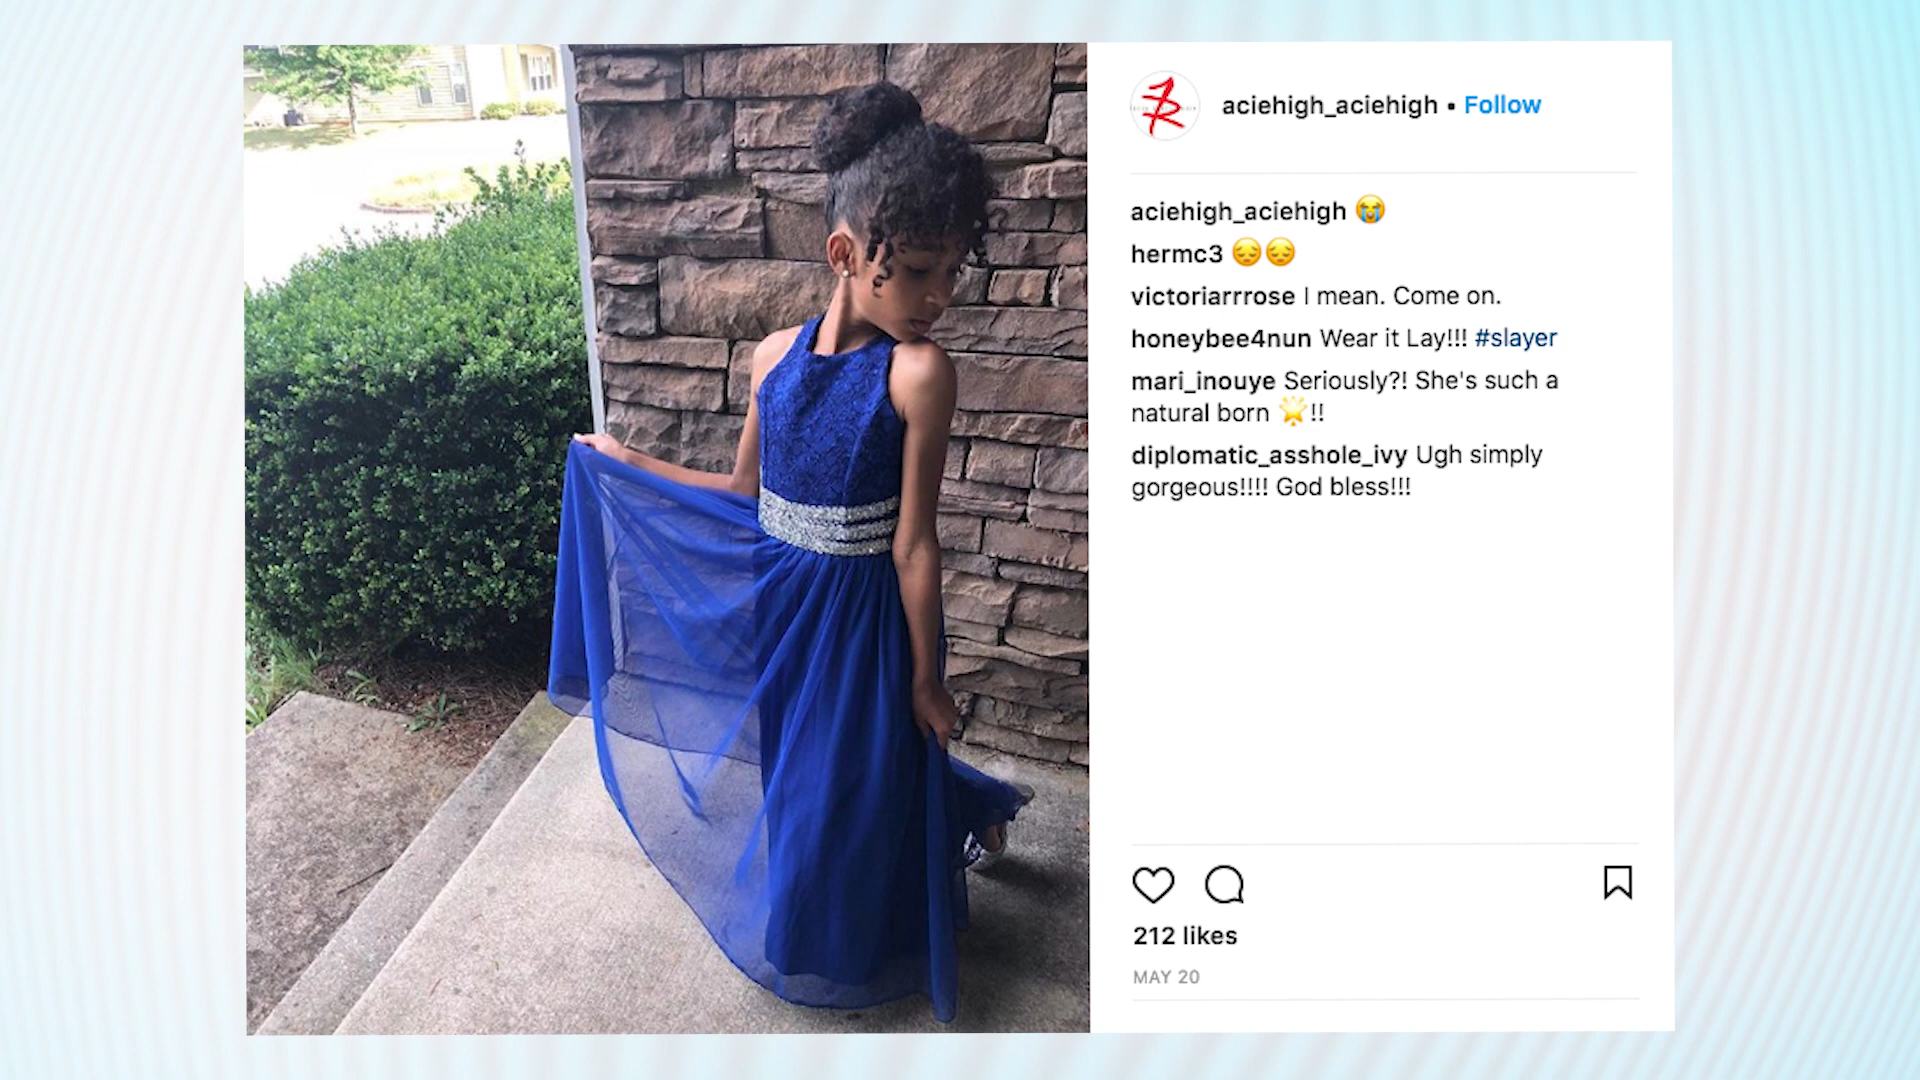 aciehigh_aciehigh • Follow
aciehigh_aciehigh 😭
hermc3 😔😔
victoriarrrose I mean. Come on.
honeybee4nun Wear it Lay!!! #slayer
mari_inouye Seriously?! She's such a
natural born 🌟!!
diplomatic_asshole_ivy Ugh simply
gorgeous!!!! God bless!!!
212 likes
MAY 20